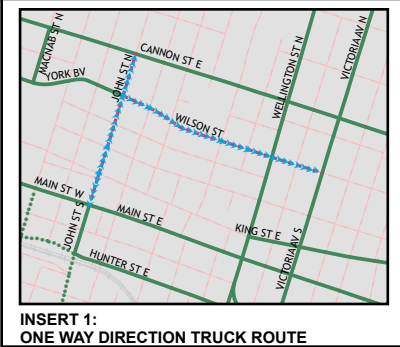 MACNAB ST N
CANNON ST E
WELLINGTON ST N
VICTORIA AV N
YORK BV
JOHN ST N
WILSON ST
MAIN ST W
MAIN ST E
KING ST E
JOHN ST S
HUNTER ST E
VICTORIA AV S
INSERT 1:
ONE WAY DIRECTION TRUCK ROUTE